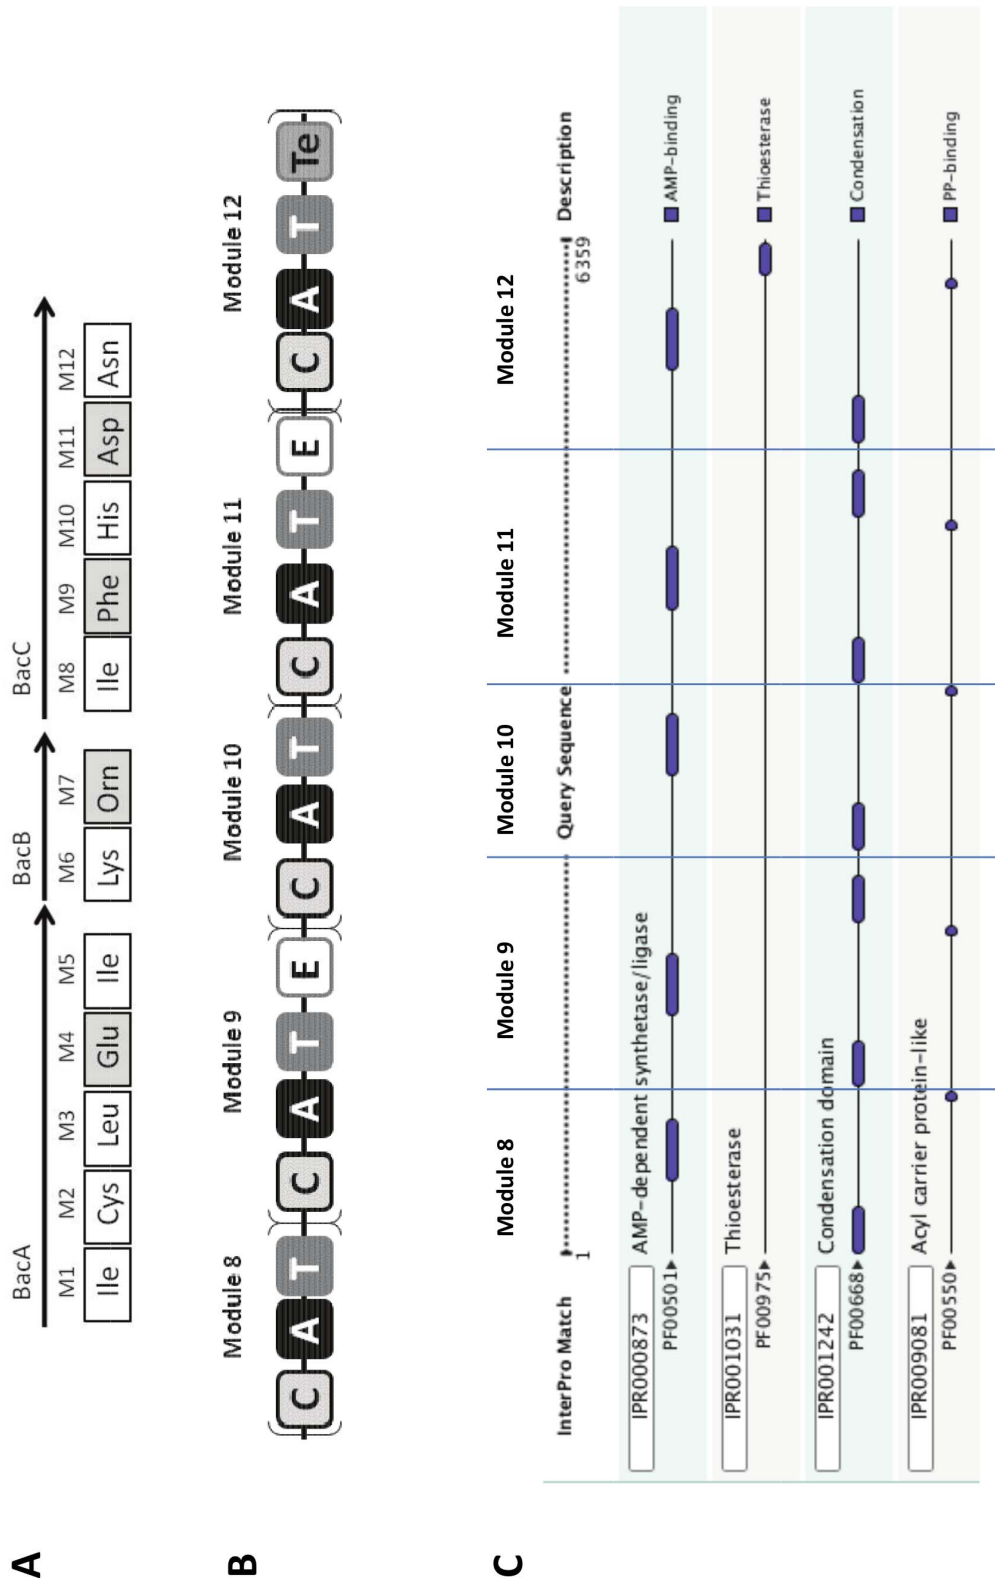 A
BacA BacB BacC
M1 M2 M3 M4 M5 M6 M7 M8 M9 M10 M11 M12
Ile Cys Leu Glu Ile Lys Orn Ile Phe His Asp Asn
B
Module 8 Module 9 Module 10 Module 11 Module 12
C A T C A T E C A T C A T E C A T Te
C
Module 8 Module 9 Module 10 Module 11 Module 12
InterPro Match Query Sequence Description
1 6359
IPR000873 AMP-dependent synthetase/ligase
PF00501 AMP-binding
IPR001031 Thioesterase
PF00975 Thioesterase
IPR001242 Condensation domain
PF00668 Condensation
IPR009081 Acyl carrier protein-like
PF00550 PP-binding